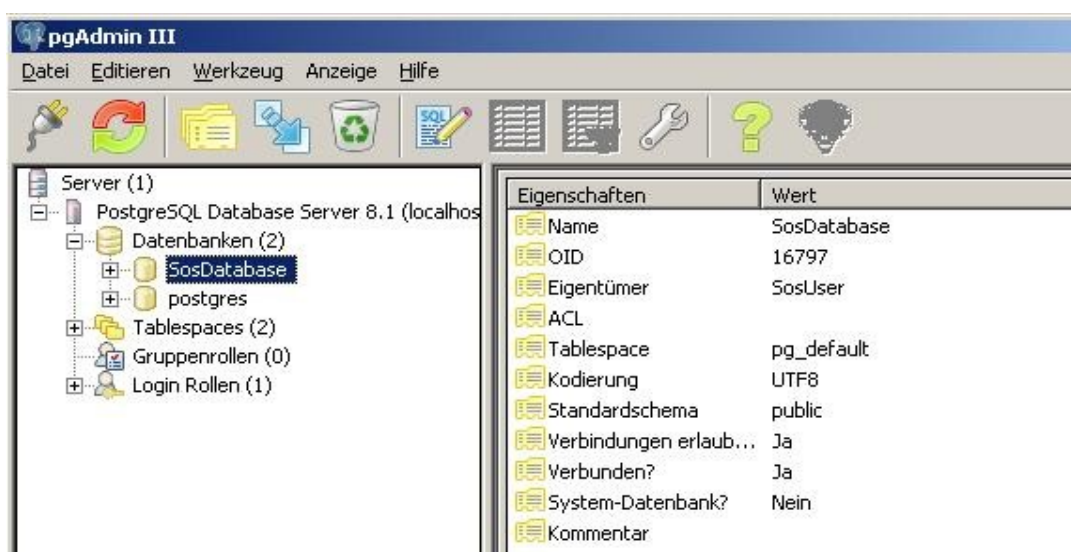 pgAdmin III
Datei Editieren Werkzeug Anzeige Hilfe
SQL
Server (1)
PostgreSQL Database Server 8.1 (localhos
Datenbanken (2)
SosDatabase
postgres
Tablespaces (2)
Gruppenrollen (0)
Login Rollen (1)
Eigenschaften Wert
Name SosDatabase
OID 16797
Eigentümer SosUser
ACL
Tablespace pg_default
Kodierung UTF8
Standardschema public
Verbindungen erlaub... Ja
Verbunden? Ja
System-Datenbank? Nein
Kommentar